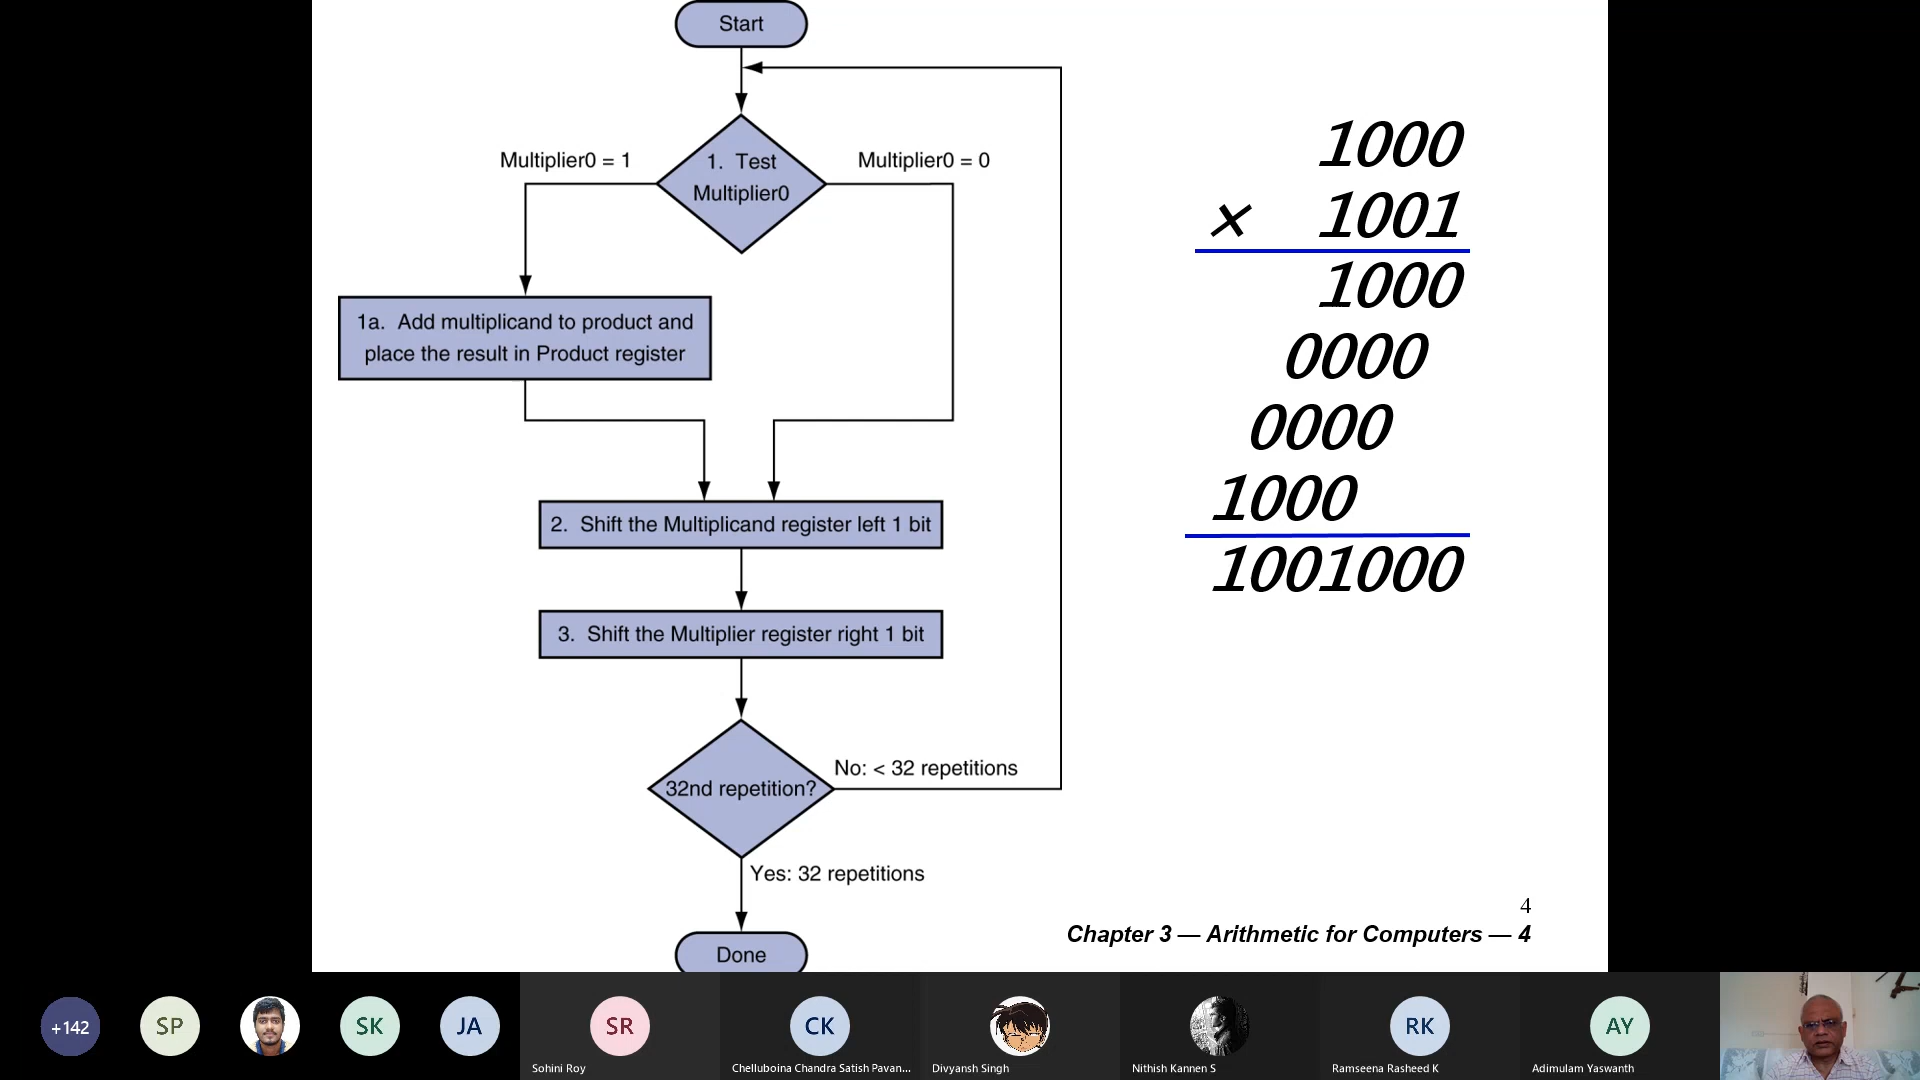 Start
Multiplier0 = 1
1. Test
Multiplier0
Multiplier0 = 0
1a. Add multiplicand to product and
place the result in Product register
2. Shift the Multiplicand register left 1 bit
3. Shift the Multiplier register right 1 bit
32nd repetition?
No: < 32 repetitions
Yes: 32 repetitions
Done
1000
× 1001
1000
0000
0000
1000
1001000
4
Chapter 3 — Arithmetic for Computers — 4
+142
SP
SK
JA
SR
Sohini Roy
CK
Chelluboina Chandra Satish Pavan...
Divyansh Singh
Nithish Kannen S
RK
Ramseena Rasheed K
AY
Adimulam Yaswanth